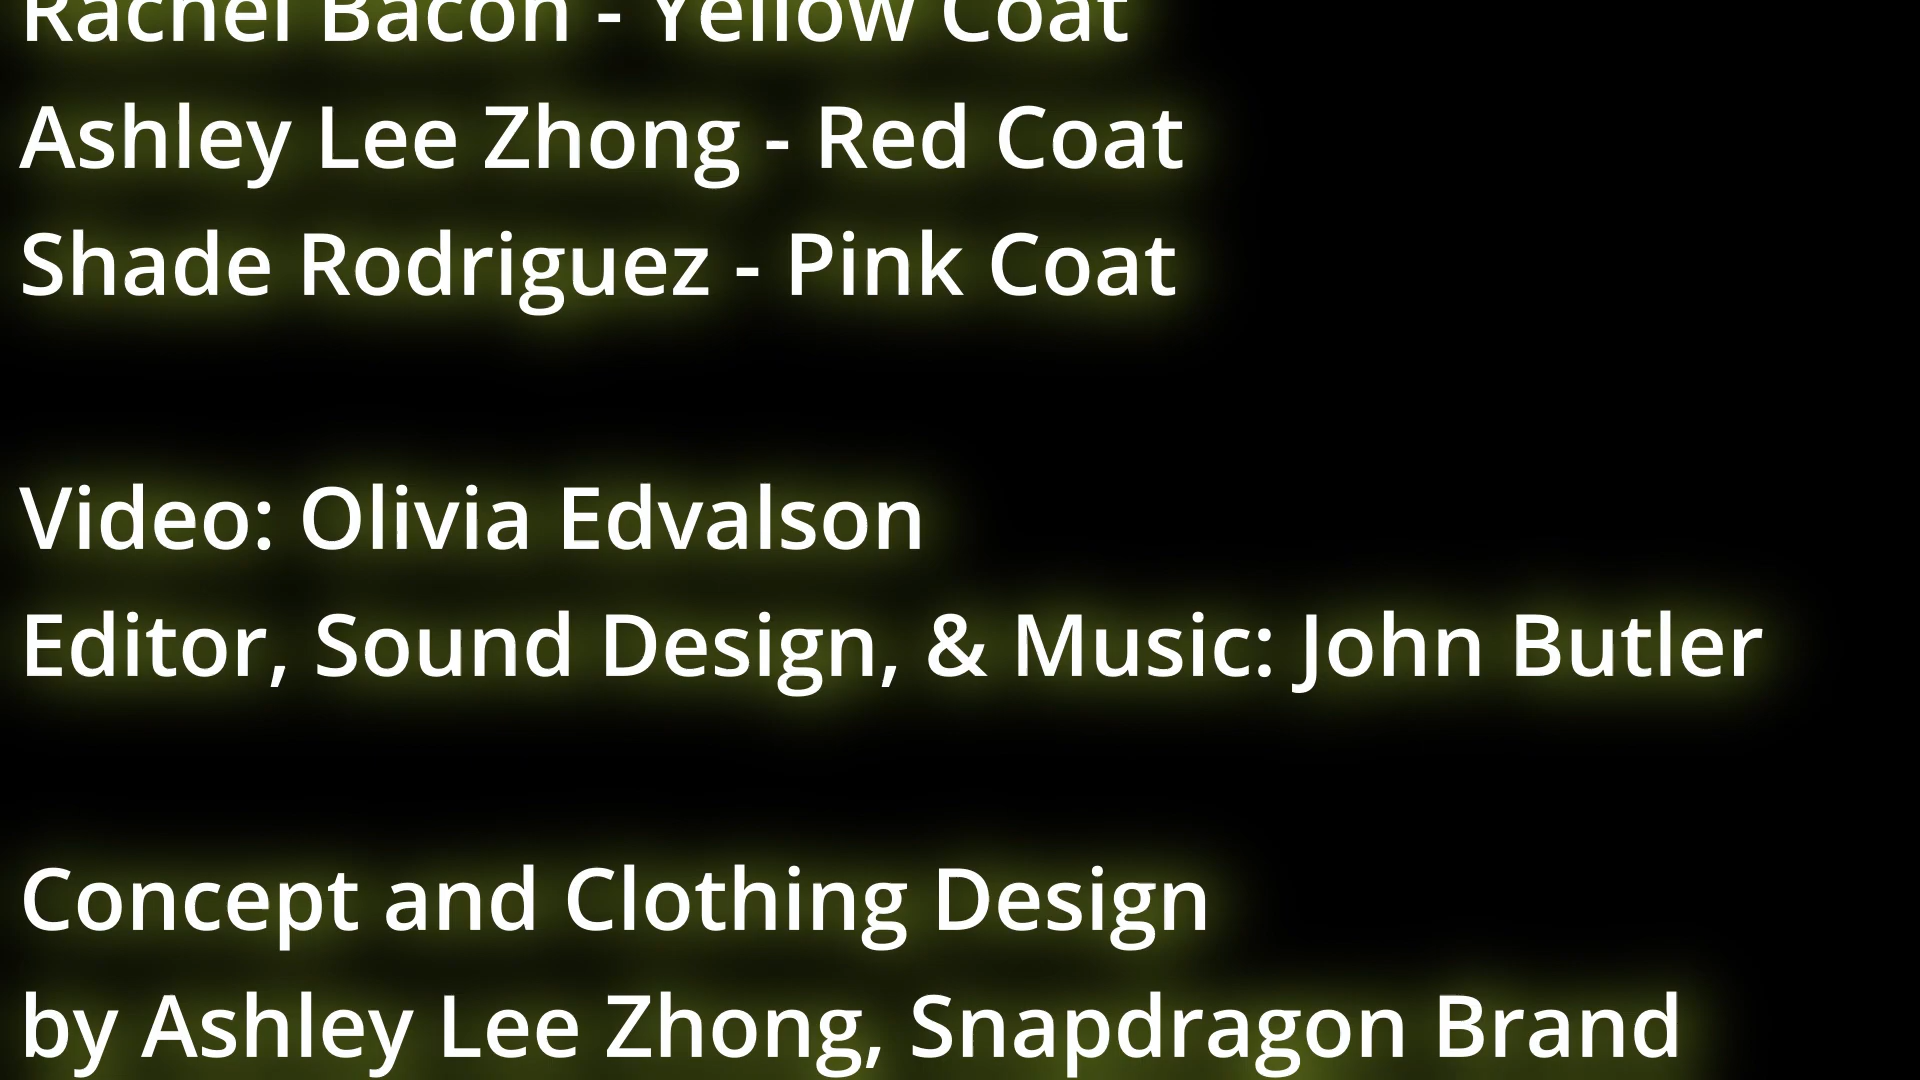 Rachel Bacon - Yellow Coat
Ashley Lee Zhong - Red Coat
Shade Rodriguez - Pink Coat
Video: Olivia Edvalson
Editor, Sound Design, & Music: John Butler
Concept and Clothing Design
by Ashley Lee Zhong, Snapdragon Brand